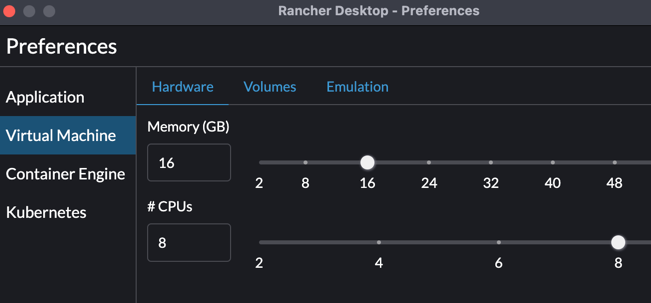 Rancher Desktop - Preferences
Preferences
Application
Virtual Machine
Container Engine
Kubernetes
Hardware Volumes Emulation
Memory (GB)
16
2 8 16 24 32 40 48
# CPUs
8
2 4 6 8